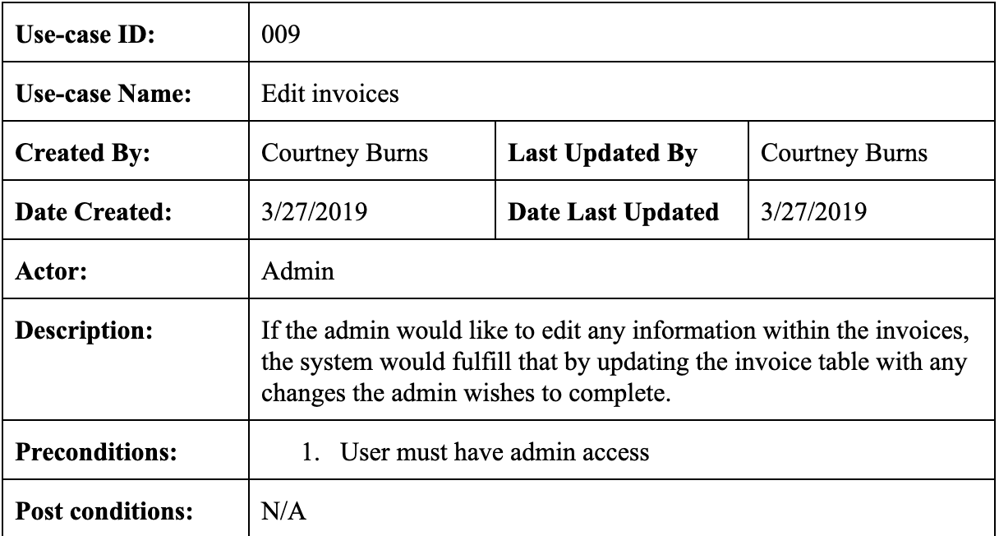 Use-case ID: 009
Use-case Name: Edit invoices
Created By: Courtney Burns Last Updated By Courtney Burns
Date Created: 3/27/2019 Date Last Updated 3/27/2019
Actor: Admin
Description: If the admin would like to edit any information within the invoices,
the system would fulfill that by updating the invoice table with any
changes the admin wishes to complete.
Preconditions: 1. User must have admin access
Post conditions: N/A